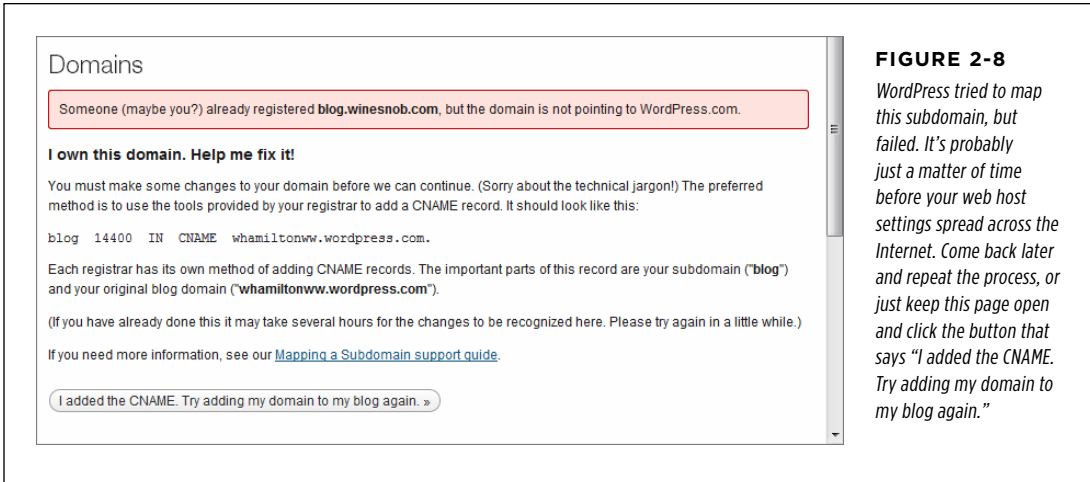 Domains
Someone (maybe you?) already registered blog.winesnob.com, but the domain is not pointing to WordPress.com.
I own this domain. Help me fix it!
You must make some changes to your domain before we can continue. (Sorry about the technical jargon!) The preferred
method is to use the tools provided by your registrar to add a CNAME record. It should look like this:
blog 14400 IN CNAME whamiltonww.wordpress.com.
Each registrar has its own method of adding CNAME records. The important parts of this record are your subdomain ("blog")
and your original blog domain ("whamiltonww.wordpress.com").
(If you have already done this it may take several hours for the changes to be recognized here. Please try again in a little while.)
If you need more information, see our Mapping a Subdomain support guide.
I added the CNAME. Try adding my domain to my blog again. »
FIGURE 2-8
WordPress tried to map
this subdomain, but
failed. It’s probably
just a matter of time
before your web host
settings spread across the
Internet. Come back later
and repeat the process, or
just keep this page open
and click the button that
says “I added the CNAME.
Try adding my domain to
my blog again.”